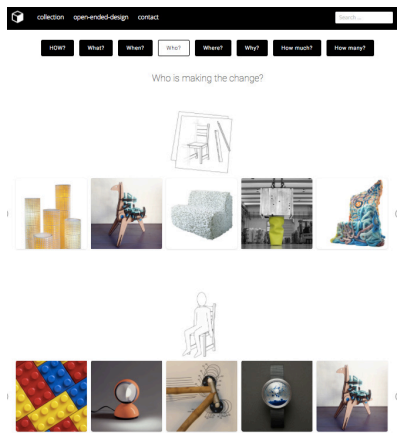 collection open-ended-design contact Search...
HOW? What? When? Who? Where? Why? How much? How many?
Who is making the change?